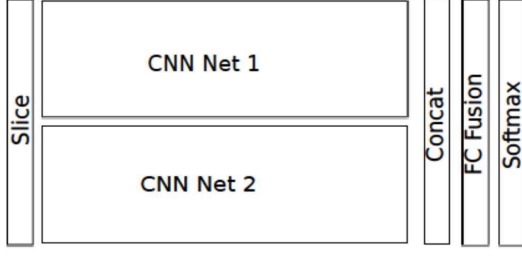 Slice
CNN Net 1
CNN Net 2
Concat
FC Fusion
Softmax